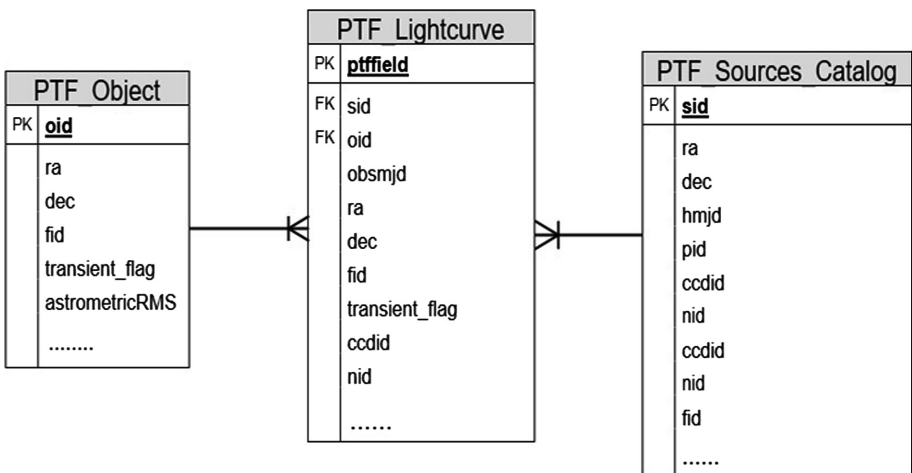 PTF_Object
PK oid
ra
dec
fid
transient_flag
astrometricRMS
........
PTF_Lightcurve
PK ptffield
FK sid
FK oid
obsmjd
ra
dec
fid
transient_flag
ccdid
nid
......
PTF_Sources_Catalog
PK sid
ra
dec
hmjd
pid
ccdid
nid
ccdid
nid
fid
......